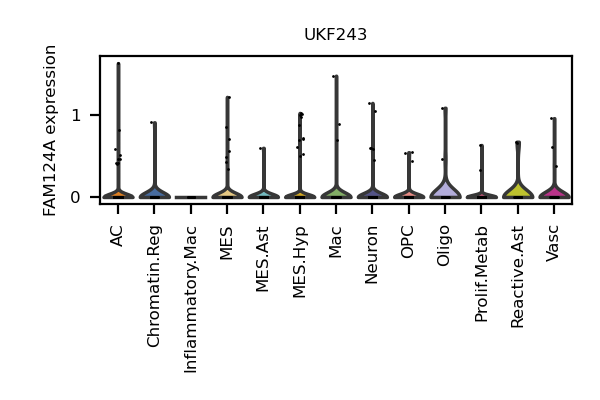 UKF243
FAM124A expression
1
0
AC
Chromatin.Reg
Inflammatory.Mac
MES
MES.Ast
MES.Hyp
Mac
Neuron
OPC
Oligo
Prolif.Metab
Reactive.Ast
Vasc